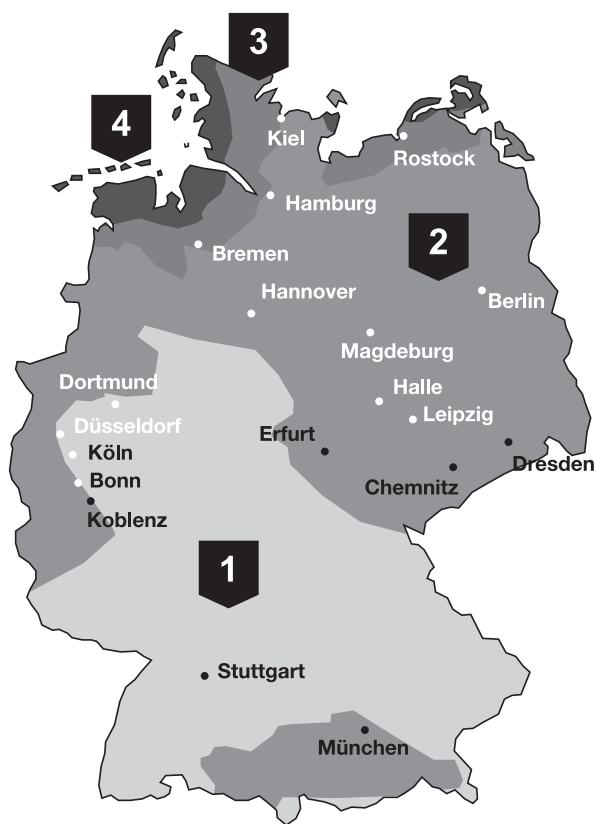 3
4
Kiel
Rostock
Hamburg
2
Bremen
Hannover
Berlin
Magdeburg
Dortmund
Halle
Leipzig
Düsseldorf
Erfurt
Köln
Dresden
Bonn
Chemnitz
Koblenz
1
Stuttgart
München